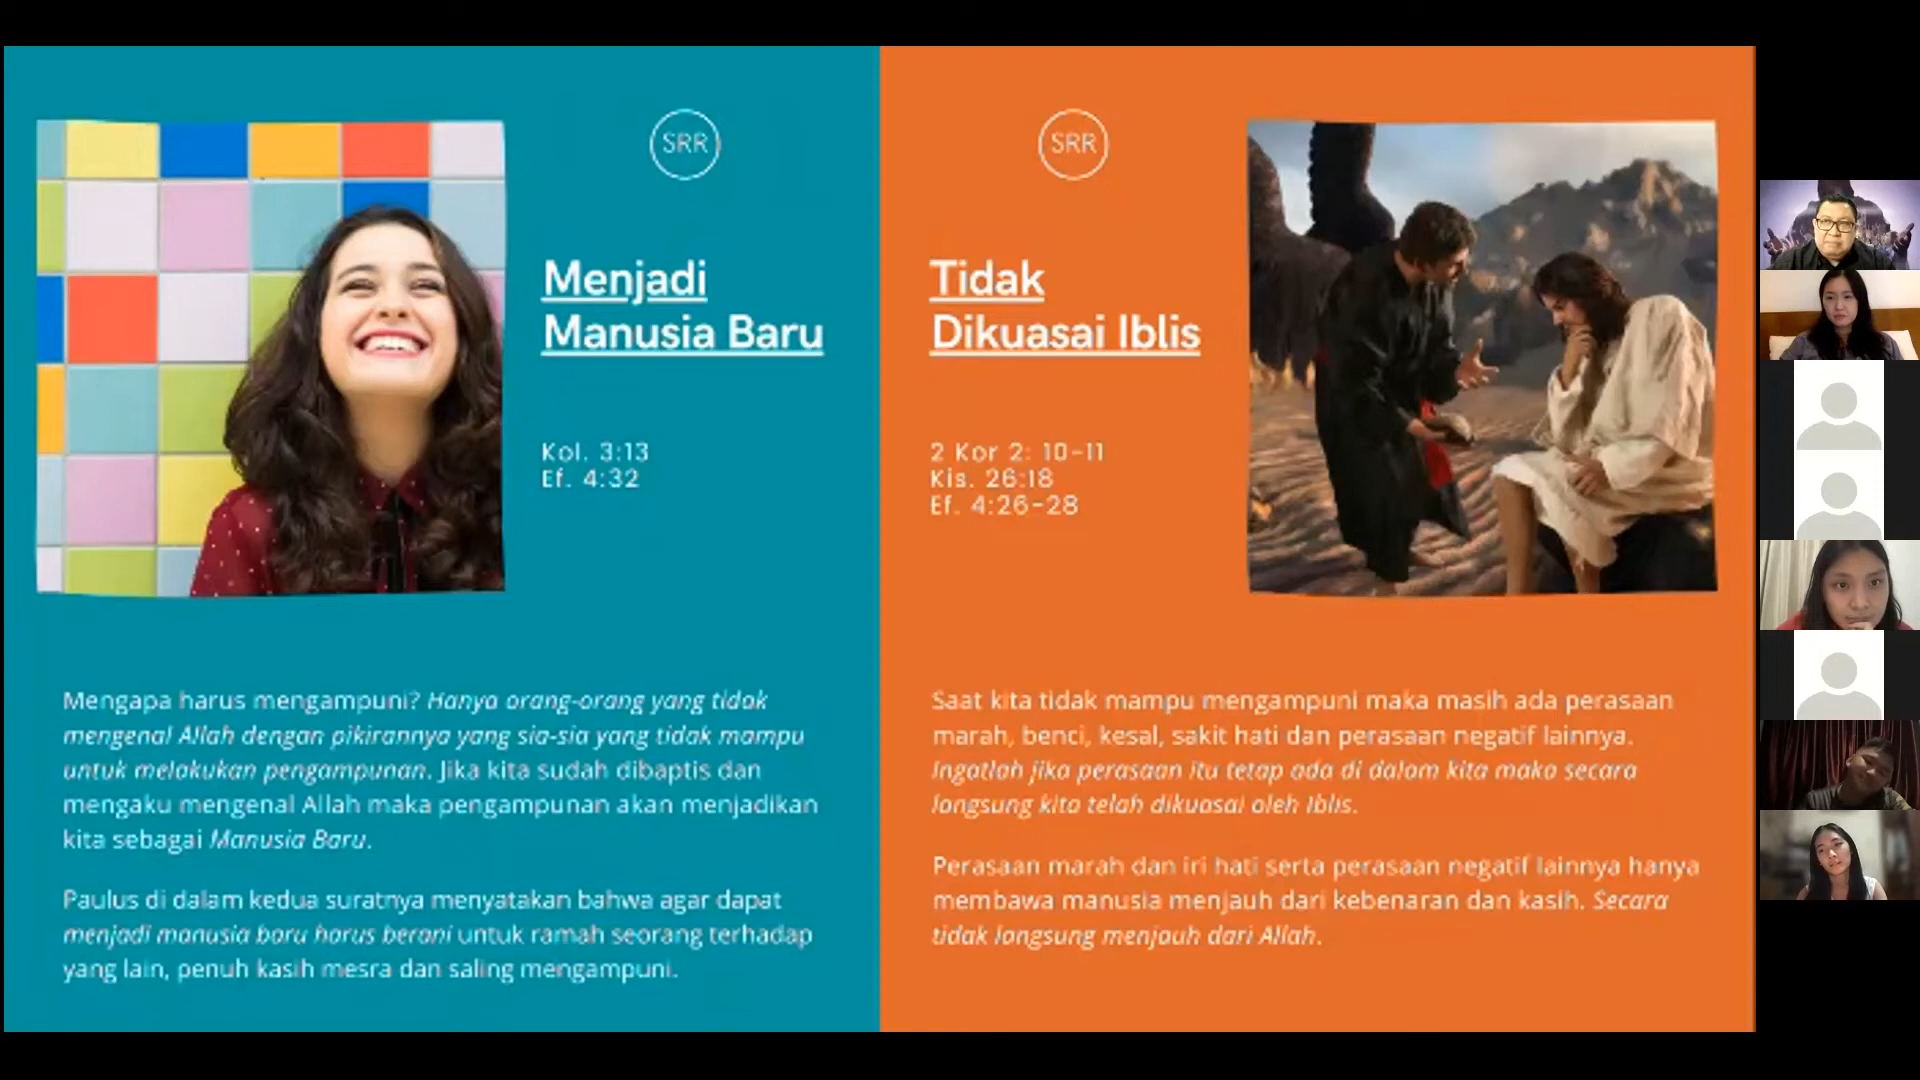 SRR
Menjadi
Manusia Baru
Kol. 3:13
Ef. 4:32
Mengapa harus mengampuni? Hanya orang-orang yang tidak
mengenal Allah dengan pikirannya yang sia-sia yang tidak mampu
untuk melakukan pengampunan. Jika kita sudah dibaptis dan
mengaku mengenal Allah maka pengampunan akan menjadikan
kita sebagai Manusia Baru.
Paulus di dalam kedua suratnya menyatakan bahwa agar dapat
menjadi manusia baru harus berani untuk ramah seorang terhadap
yang lain, penuh kasih mesra dan saling mengampuni.
SRR
Tidak
Dikuasai Iblis
2 Kor 2: 10-11
Kis. 26:18
Ef. 4:26-28
Saat kita tidak mampu mengampuni maka masih ada perasaan
marah, benci, kesal, sakit hati dan perasaan negatif lainnya.
Ingatlah jika perasaan itu tetap ada di dalam kita maka secara
langsung kita telah dikuasai oleh Iblis.
Perasaan marah dan iri hati serta perasaan negatif lainnya hanya
membawa manusia menjauh dari kebenaran dan kasih. Secara
tidak langsung menjauh dari Allah.